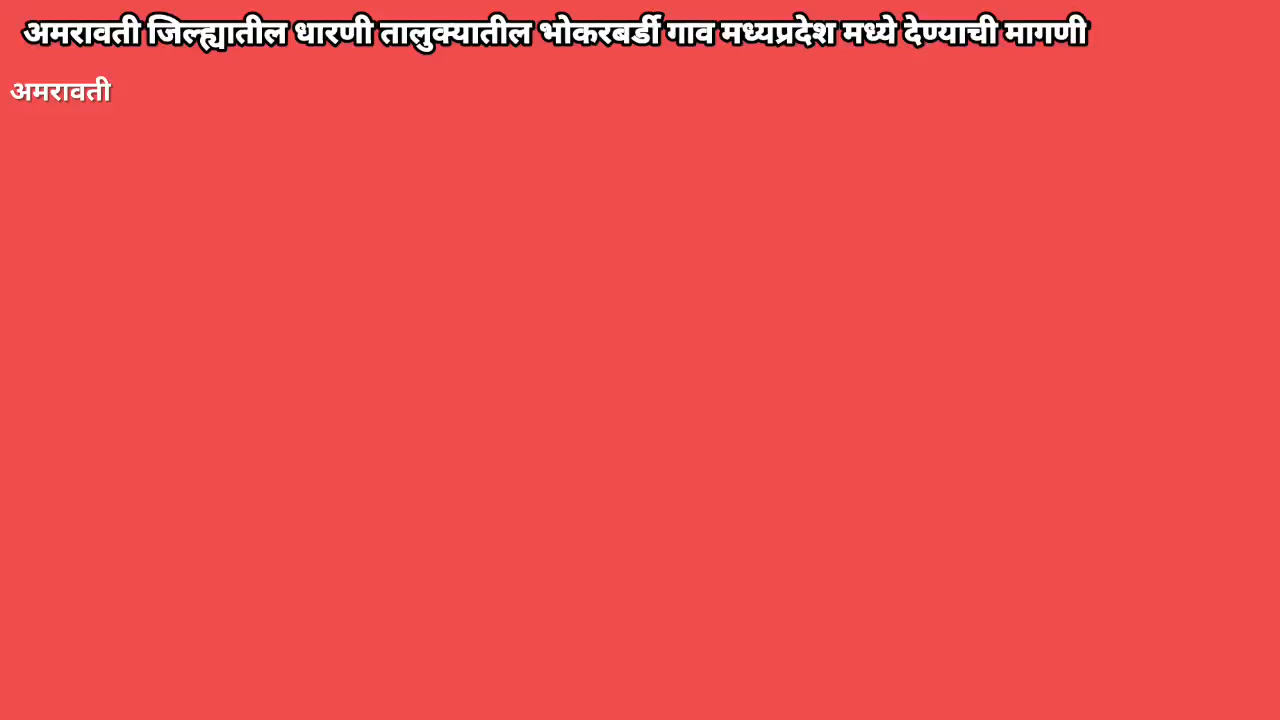 अमरावती जिल्ह्यातील धारणी तालुक्यातील भोकरबर्डी गाव मध्यप्रदेश मध्ये देण्याची मागणी
अमरावती